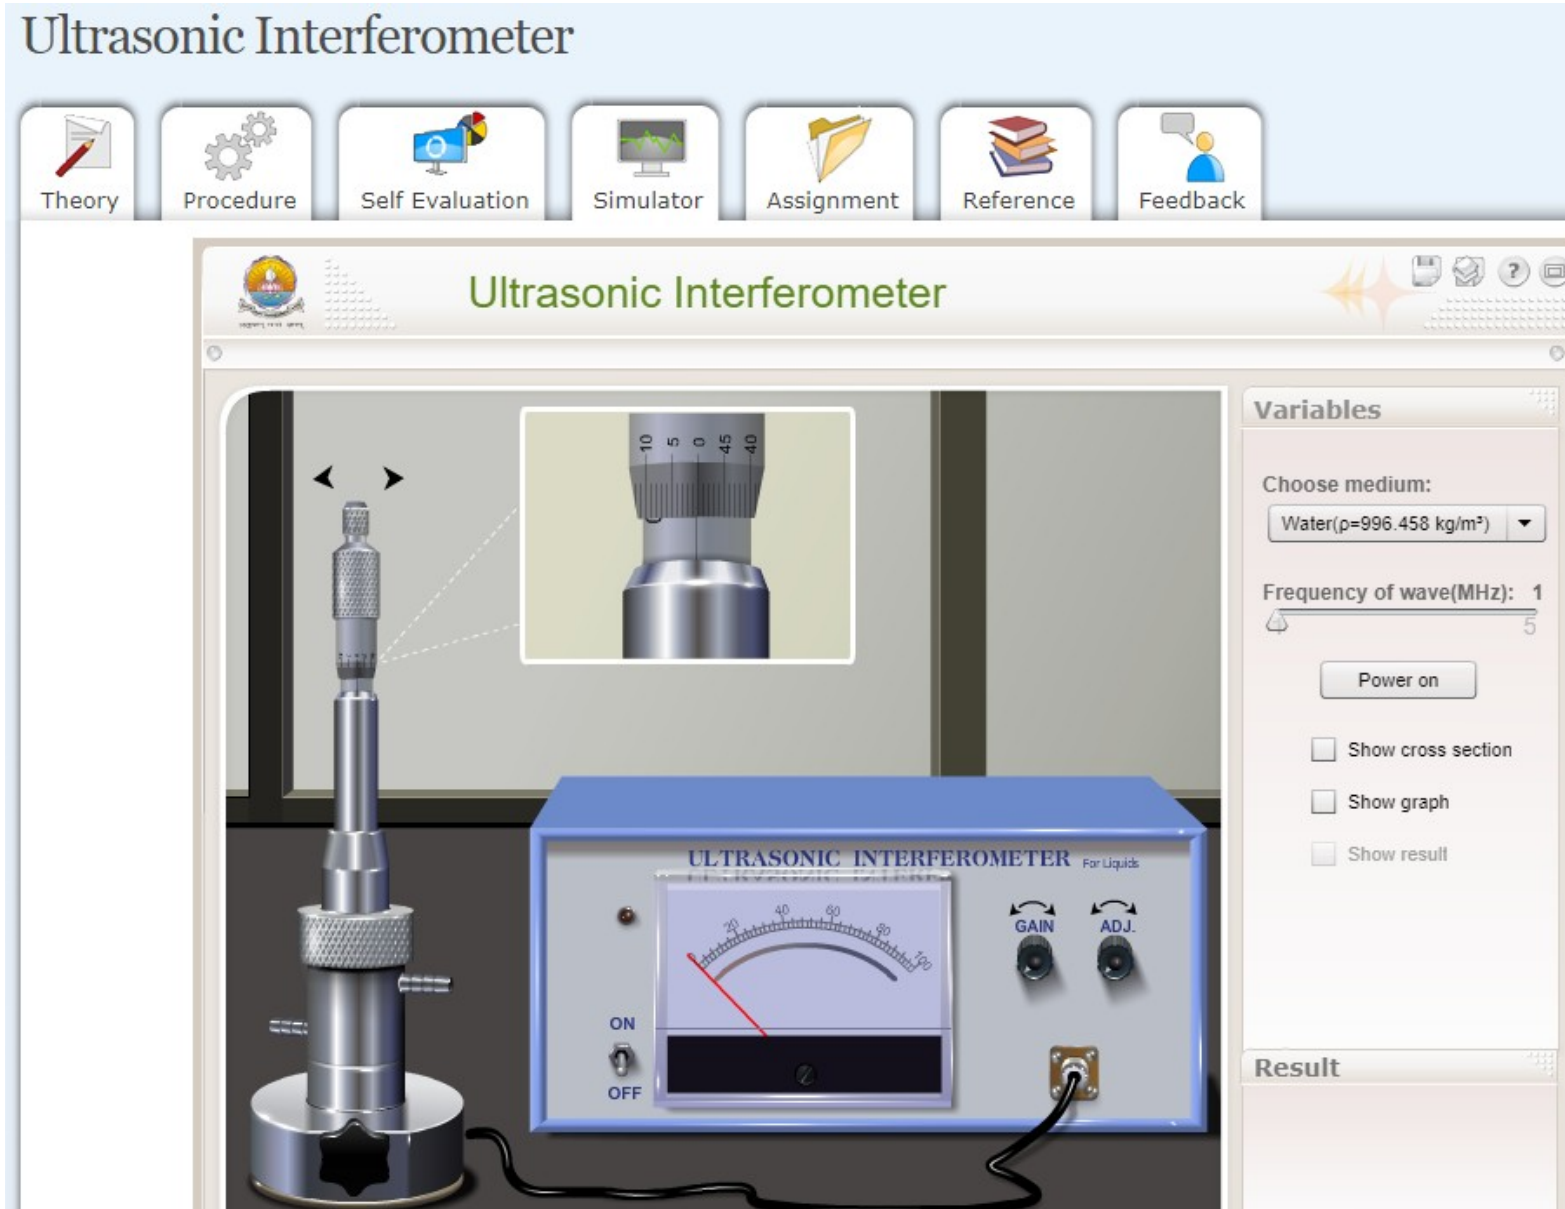 Ultrasonic Interferometer
Theory
Procedure
Self Evaluation
Simulator
Assignment
Reference
Feedback
Ultrasonic Interferometer
?
10 5 0 45 40
Variables
Choose medium:
Water(ρ=996.458 kg/m³)
Frequency of wave(MHz): 1
5
Power on
Show cross section
Show graph
Show result
ULTRASONIC INTERFEROMETER For Liquids
0 20 40 60 80 100
GAIN
ADJ.
ON
OFF
Result